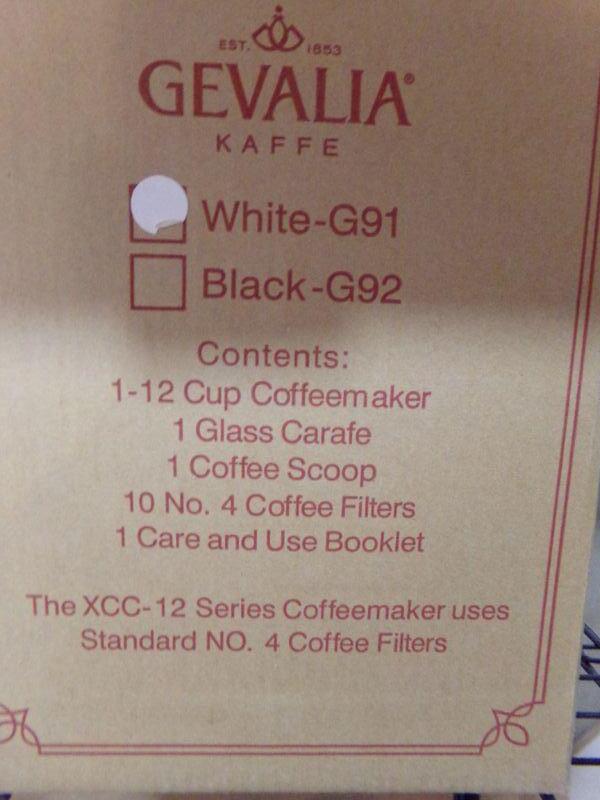 EST. 1853
GEVALIA®
KAFFE
White-G91
Black-G92
Contents:
1-12 Cup Coffeemaker
1 Glass Carafe
1 Coffee Scoop
10 No. 4 Coffee Filters
1 Care and Use Booklet
The XCC-12 Series Coffeemaker uses
Standard NO. 4 Coffee Filters